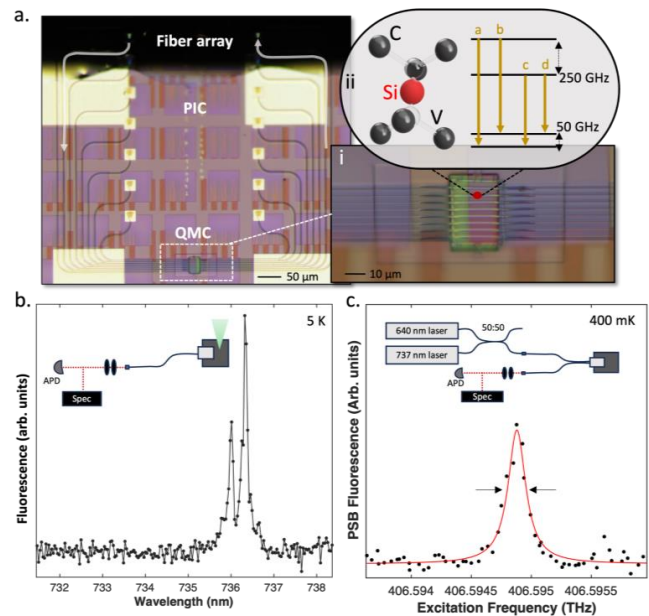 a.
Fiber array
PIC
QMC
50 μm
ii
C
Si
V
a
b
c
d
250 GHz
50 GHz
i
10 μm
b.
5 K
APD
Spec
Fluorescence (arb. units)
732 733 734 735 736 737 738
Wavelength (nm)
c.
400 mK
640 nm laser
50:50
737 nm laser
APD
Spec
PSB Fluorescence (Arb. units)
406.594 406.5945 406.595 406.5955
Excitation Frequency (THz)